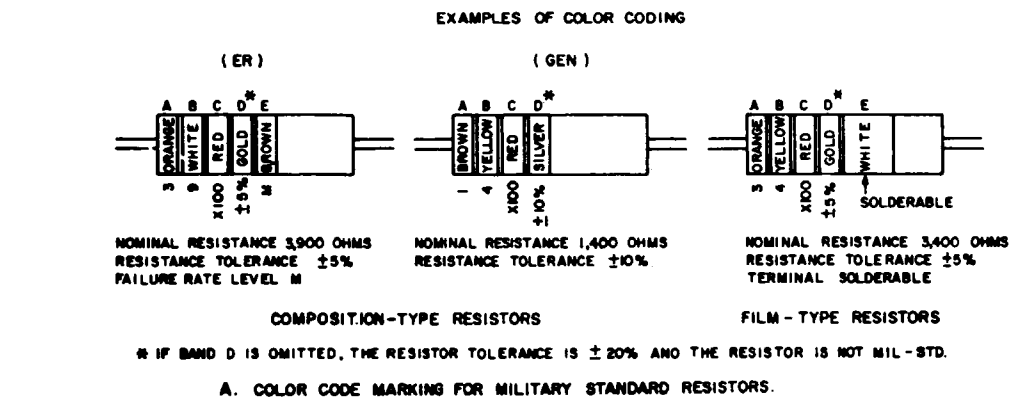 EXAMPLES OF COLOR CODING
(ER)
(GEN)
A B C D* E
A B C D*
A B C D* E
ORANGE WHITE RED GOLD BROWN
BROWN YELLOW RED SILVER
ORANGE YELLOW RED GOLD WHITE
3 9 X100 ±5% M
1 4 X100 ±10%
3 4 X100 ±5% SOLDERABLE
NOMINAL RESISTANCE 3,900 OHMS
RESISTANCE TOLERANCE ±5%
FAILURE RATE LEVEL M
NOMINAL RESISTANCE 1,400 OHMS
RESISTANCE TOLERANCE ±10%
NOMINAL RESISTANCE 3,400 OHMS
RESISTANCE TOLERANCE ±5%
TERMINAL SOLDERABLE
COMPOSITION-TYPE RESISTORS
FILM-TYPE RESISTORS
* IF BAND D IS OMITTED, THE RESISTOR TOLERANCE IS ±20% AND THE RESISTOR IS NOT MIL-STD.
A. COLOR CODE MARKING FOR MILITARY STANDARD RESISTORS.